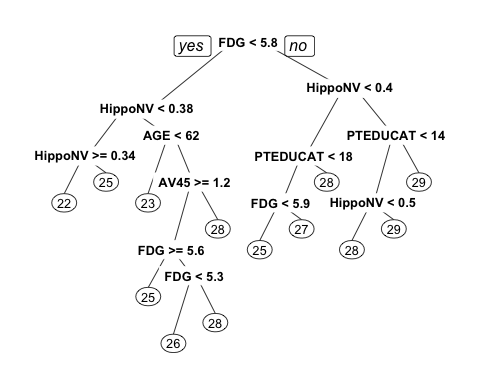 yes FDG < 5.8 no
HippoNV < 0.4
HippoNV < 0.38
AGE < 62
PTEDUCAT < 14
HippoNV >= 0.34
PTEDUCAT < 18
25
AV45 >= 1.2
28
29
22
23
FDG < 5.9
HippoNV < 0.5
28
27
29
FDG >= 5.6
25
28
FDG < 5.3
25
28
26